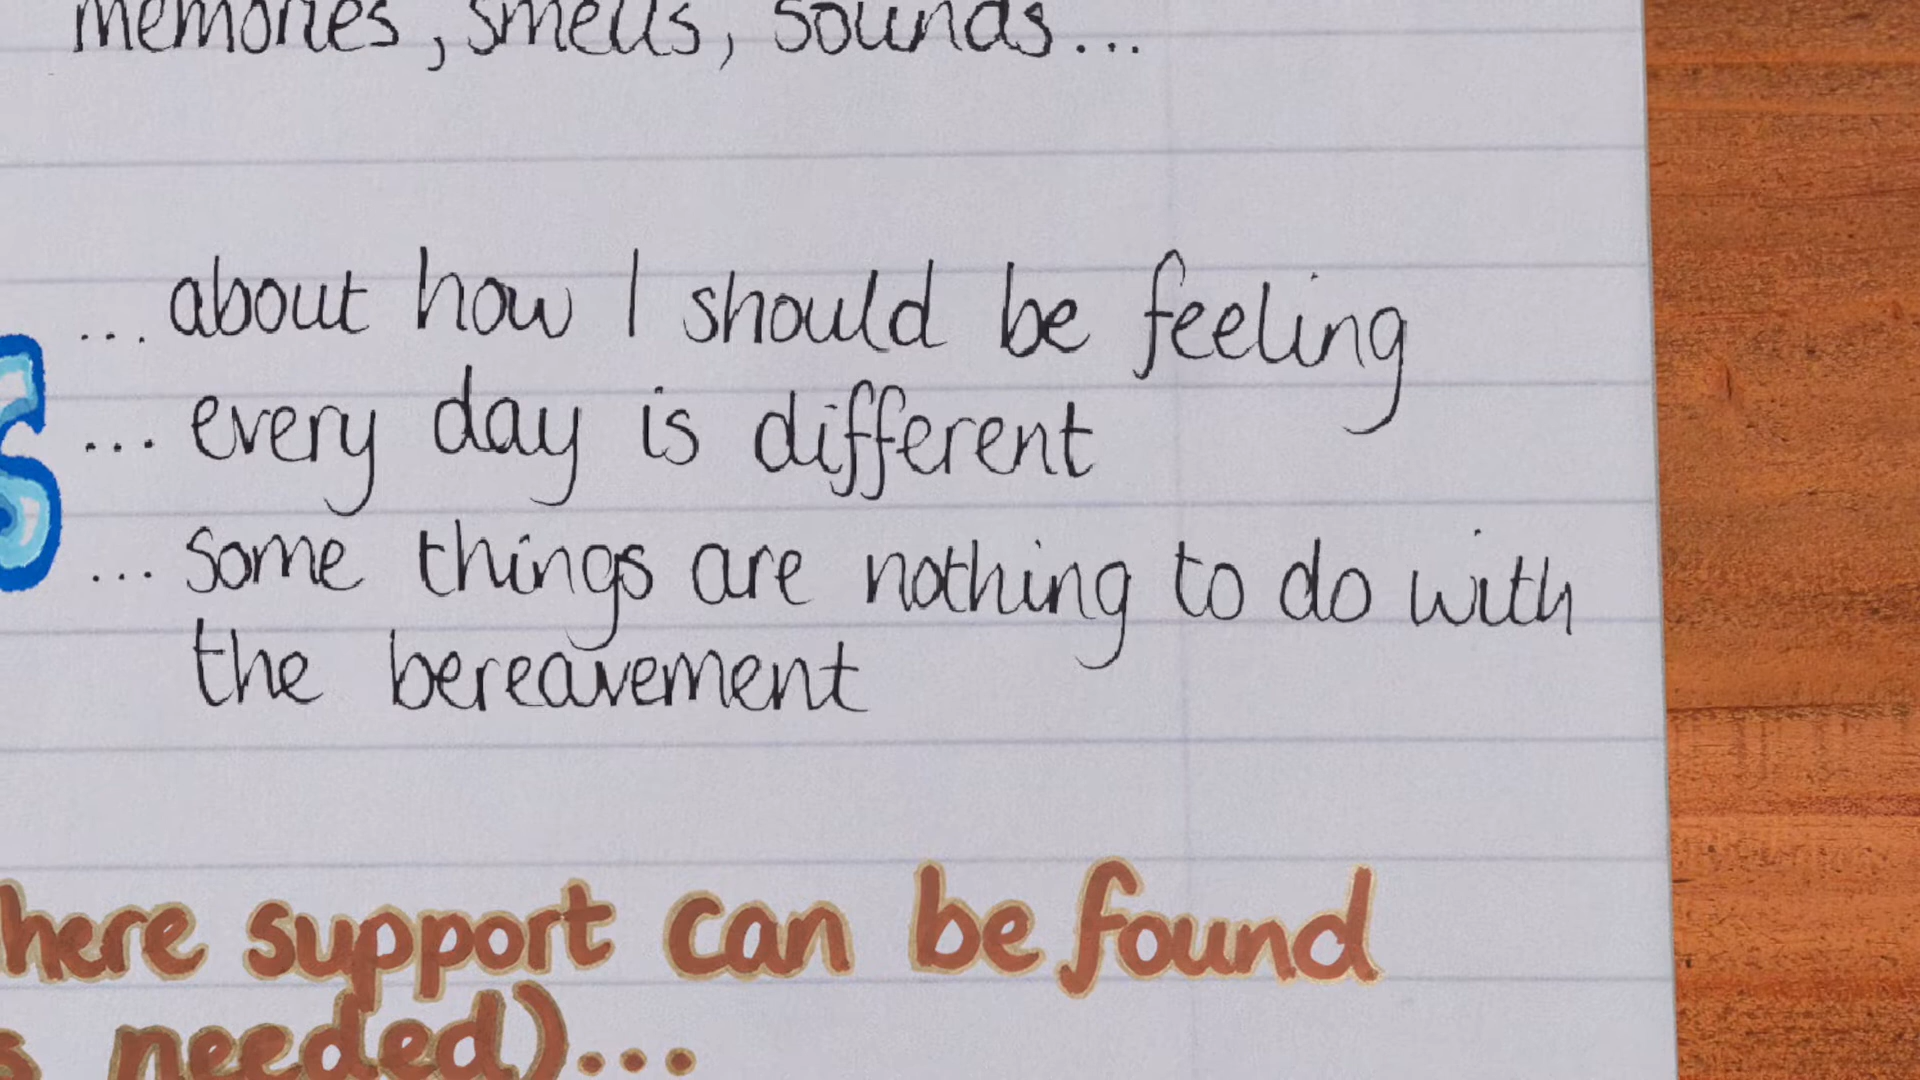 memories, smells, sounds...
... about how I should be feeling
... every day is different
... some things are nothing to do with
the bereavement
here support can be found
s needed)...